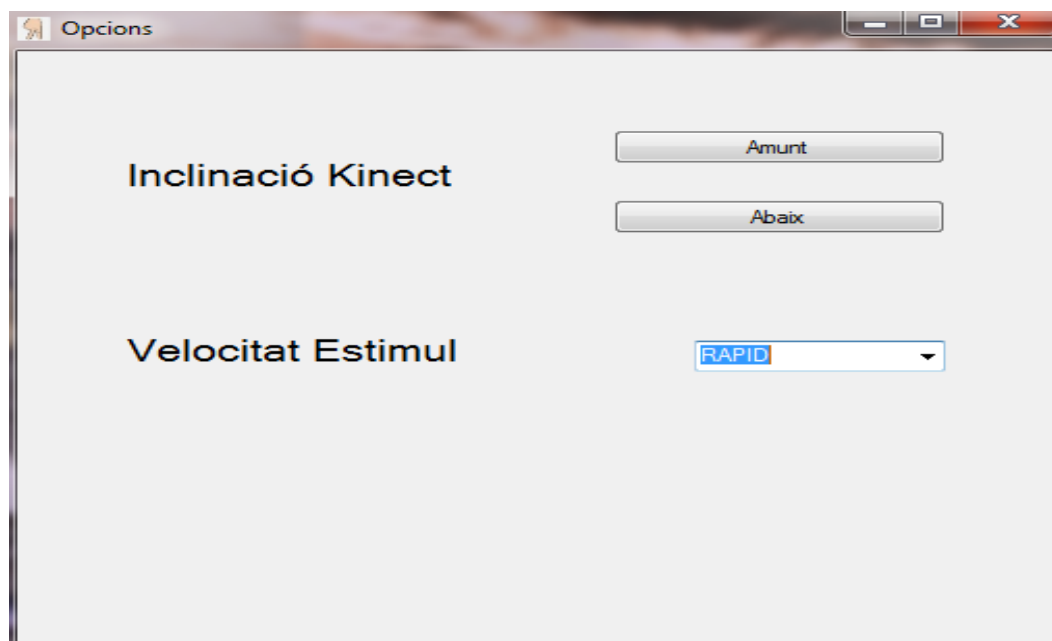 Opcions
Amunt
Inclinació Kinect
Abaix
Velocitat Estimul
RAPID